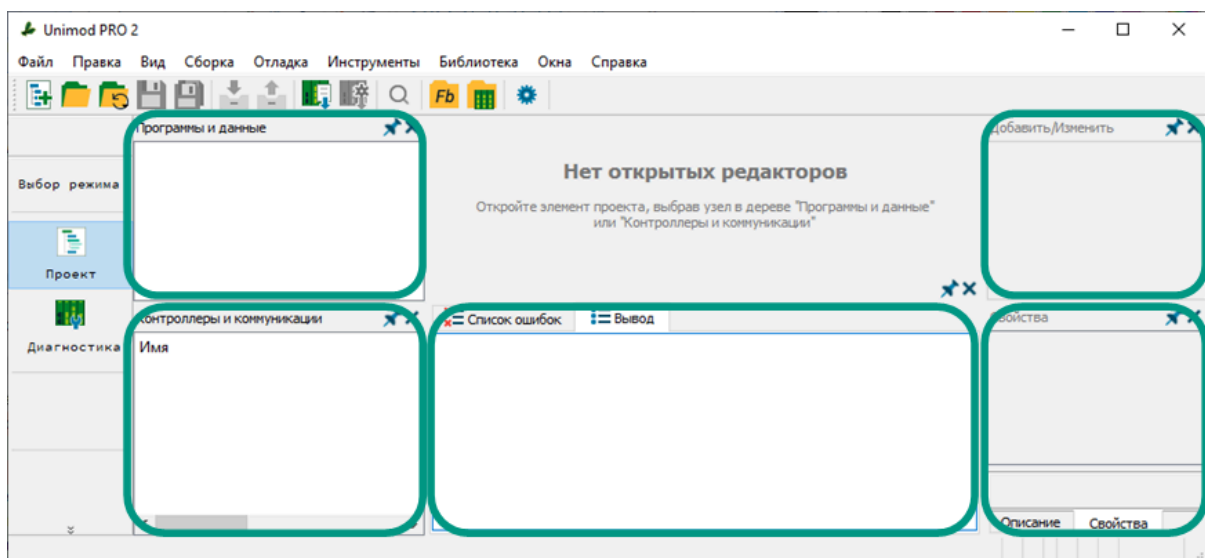 Unimod PRO 2
Файл Правка Вид Сборка Отладка Инструменты Библиотека Окна Справка
Fb
Выбор режима
Проект
Диагностика
Программы и данные
Нет открытых редакторов
Откройте элемент проекта, выбрав узел в дереве "Программы и данные"
или "Контроллеры и коммуникации"
Добавить/Изменить
Контроллеры и коммуникации
Имя
Список ошибок Вывод
Свойства
Описание Свойства